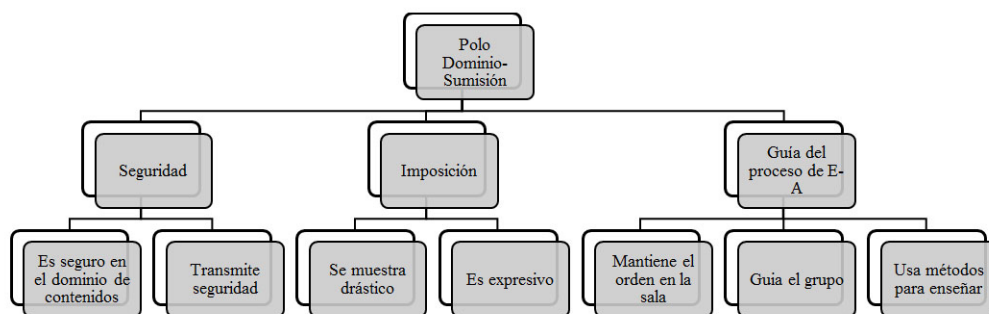 Polo
Dominio-
Sumisión
Seguridad
Imposición
Guía del
proceso de E-
A
Es seguro en
el dominio de
contenidos
Transmite
seguridad
Se muestra
drástico
Es expresivo
Mantiene el
orden en la
sala
Guia el grupo
Usa métodos
para enseñar